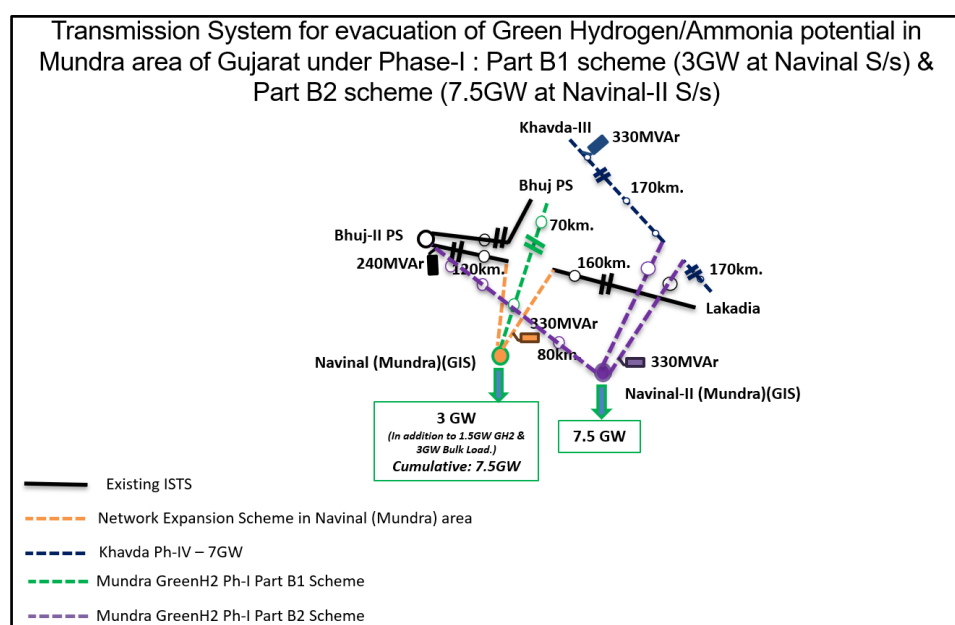 Transmission System for evacuation of Green Hydrogen/Ammonia potential in
Mundra area of Gujarat under Phase-I : Part B1 scheme (3GW at Navinal S/s) &
Part B2 scheme (7.5GW at Navinal-II S/s)
Khavda-III
330MVAr
170km.
Bhuj PS
70km.
Bhuj-II PS
240MVAr
120km.
160km.
170km.
Lakadia
330MVAr
80km.
Navinal (Mundra)(GIS)
330MVAr
Navinal-II (Mundra)(GIS)
3 GW
(In addition to 1.5GW GH2 &
3GW Bulk Load.)
Cumulative: 7.5GW
7.5 GW
Existing ISTS
Network Expansion Scheme in Navinal (Mundra) area
Khavda Ph-IV – 7GW
Mundra GreenH2 Ph-I Part B1 Scheme
Mundra GreenH2 Ph-I Part B2 Scheme